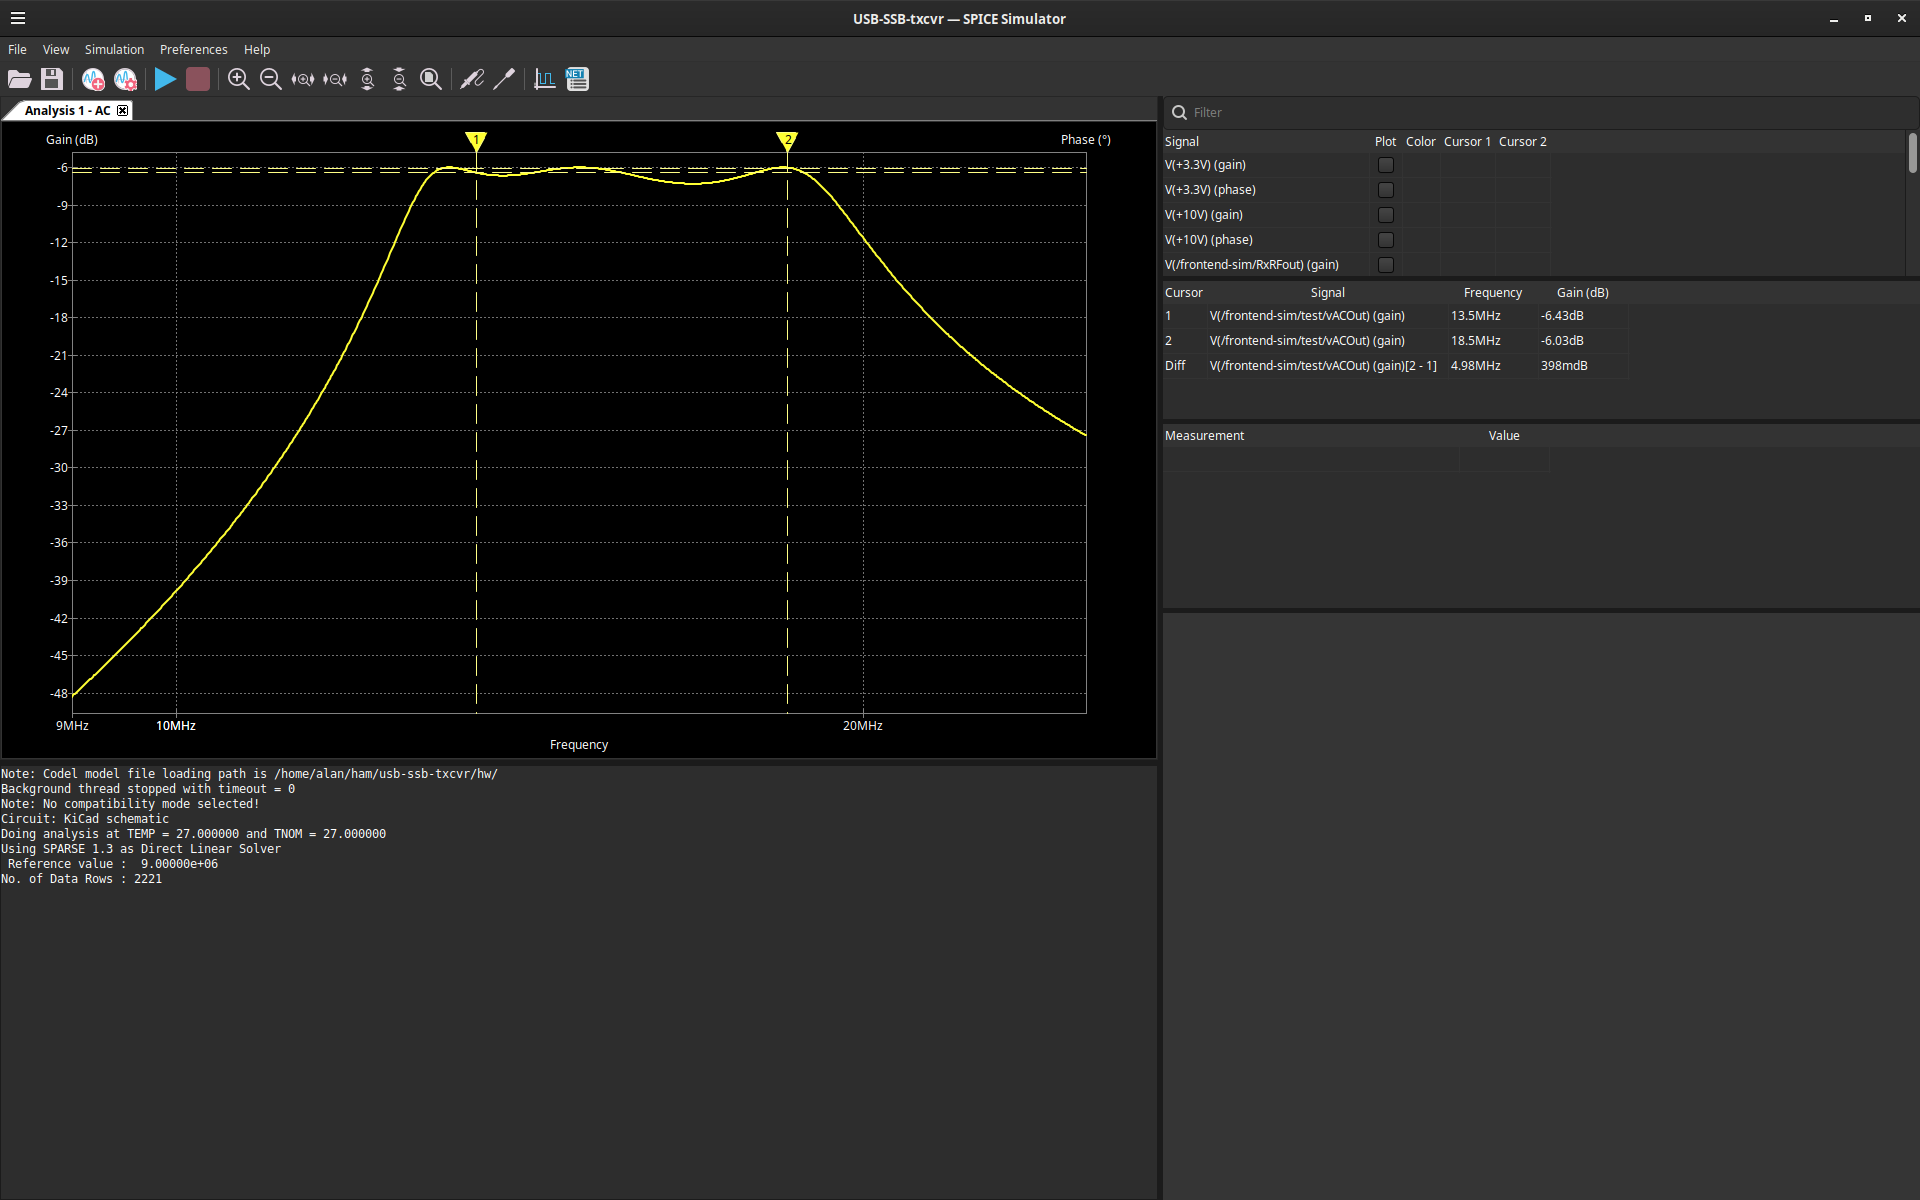 USB-SSB-txcvr — SPICE Simulator
File View Simulation Preferences Help
NET
Analysis 1 - AC
Gain (dB)
1
2
Phase (°)
-6
-9
-12
-15
-18
-21
-24
-27
-30
-33
-36
-39
-42
-45
-48
9MHz 10MHz 20MHz
Frequency
Note: Codel model file loading path is /home/alan/ham/usb-ssb-txcvr/hw/
Background thread stopped with timeout = 0
Note: No compatibility mode selected!
Circuit: KiCad schematic
Doing analysis at TEMP = 27.000000 and TNOM = 27.000000
Using SPARSE 1.3 as Direct Linear Solver
Reference value : 9.00000e+06
No. of Data Rows : 2221
Filter
Signal Plot Color Cursor 1 Cursor 2
V(+3.3V) (gain)
V(+3.3V) (phase)
V(+10V) (gain)
V(+10V) (phase)
V(/frontend-sim/RxRFout) (gain)
Cursor Signal Frequency Gain (dB)
1 V(/frontend-sim/test/vACOut) (gain) 13.5MHz -6.43dB
2 V(/frontend-sim/test/vACOut) (gain) 18.5MHz -6.03dB
Diff V(/frontend-sim/test/vACOut) (gain)[2 - 1] 4.98MHz 398mdB
Measurement Value